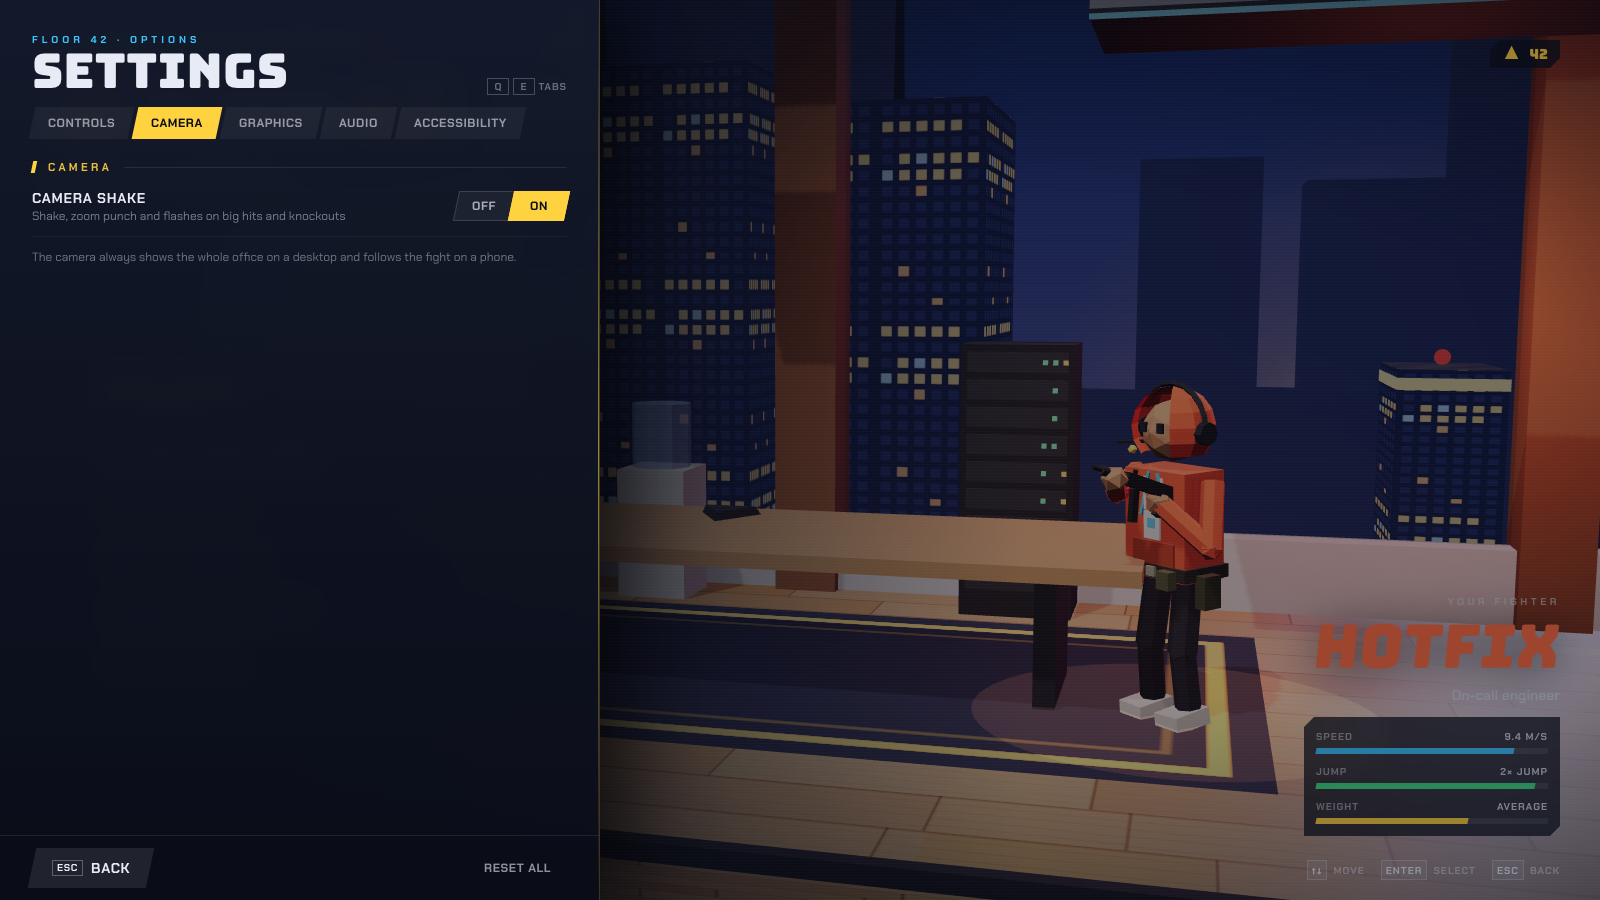 FLOOR 42 · OPTIONS
SETTINGS
Q E TABS
CONTROLS CAMERA GRAPHICS AUDIO ACCESSIBILITY
CAMERA
CAMERA SHAKE
Shake, zoom punch and flashes on big hits and knockouts
OFF ON
The camera always shows the whole office on a desktop and follows the fight on a phone.
ESC BACK
RESET ALL
42
YOUR FIGHTER
HOTFIX
On-call engineer
SPEED 9.4 M/S
JUMP 2× JUMP
WEIGHT AVERAGE
↑↓ MOVE ENTER SELECT ESC BACK